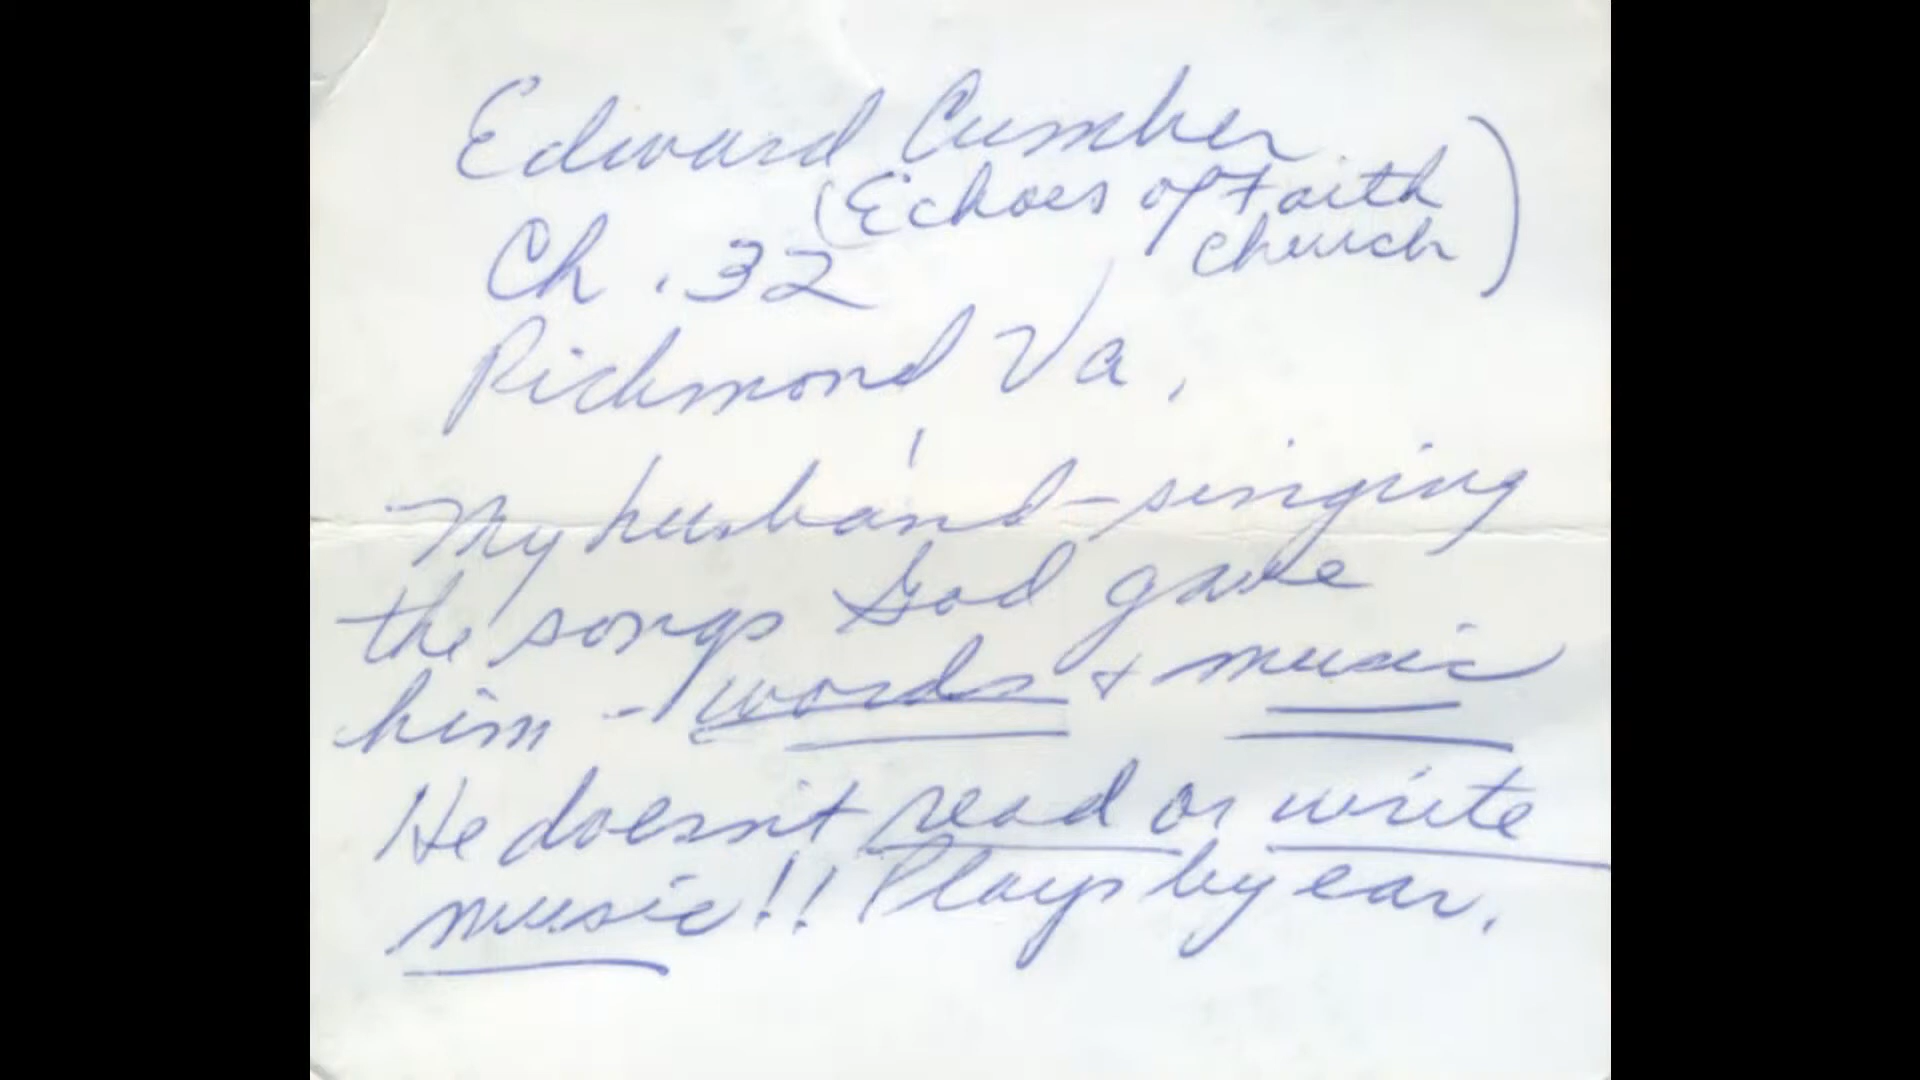 Edward Cumber
(Echoes of Faith
church)
Ch. 32
Richmond Va.
My husband - singing
the songs God gave
him - words + music
He doesn't read or write
music!! Plays by ear.